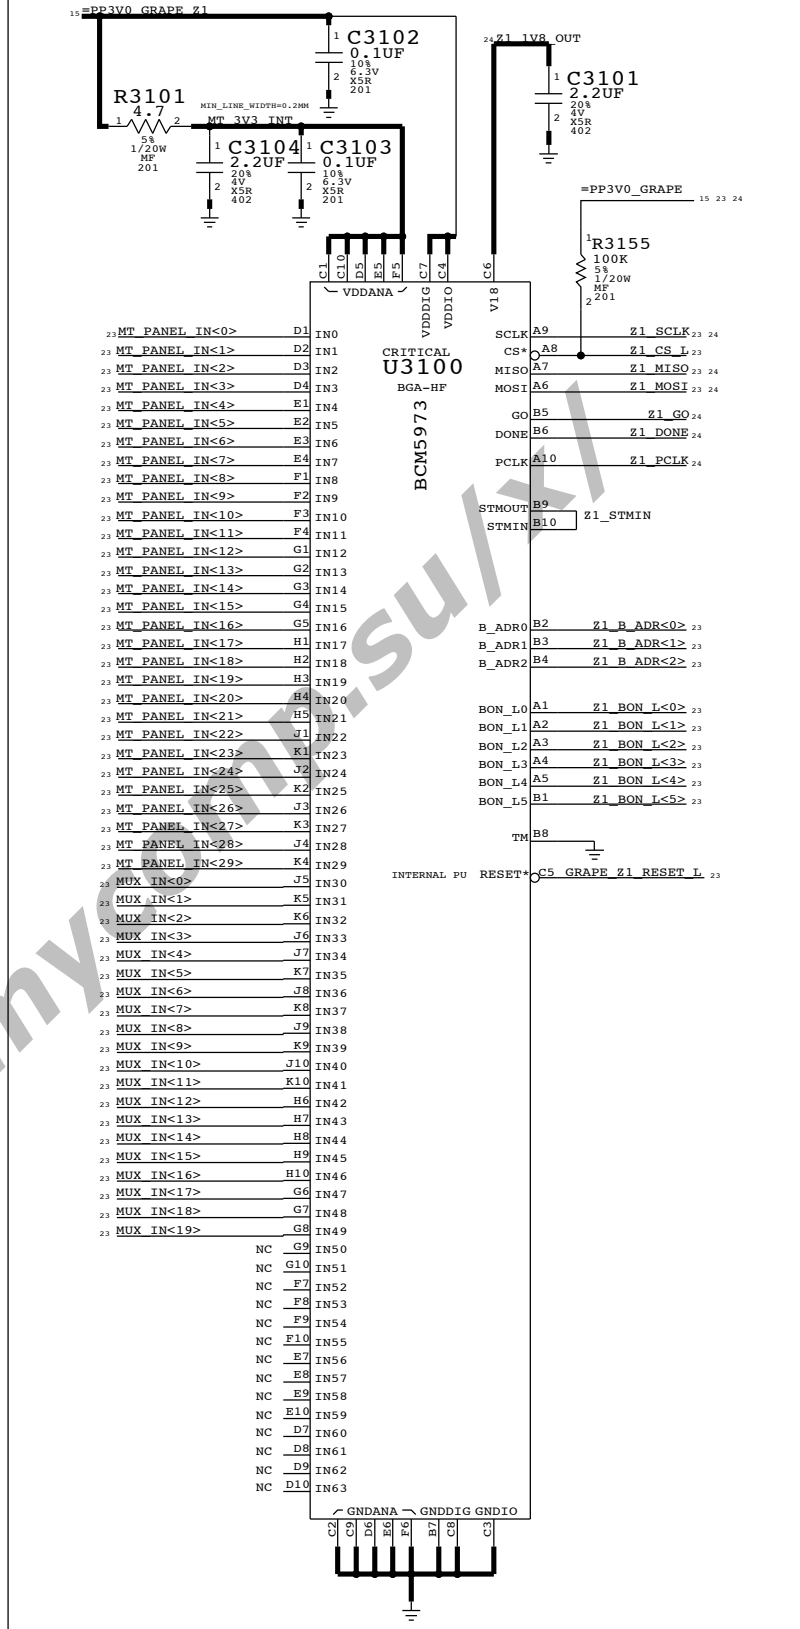 15 =PP3V0_GRAPE_Z1
1 C3102
0.1UF
10%
6.3V
2 X5R
201
24 Z1_1V8_OUT
1 C3101
2.2UF
20%
4V
2 X5R
402
R3101
4.7
1 2
5%
1/20W
MF
201
MIN_LINE_WIDTH=0.2MM
MT_3V3_INT
1 C3104
2.2UF
20%
4V
2 X5R
402
1 C3103
0.1UF
10%
6.3V
2 X5R
201
=PP3V0_GRAPE 15 23 24
1 R3155
100K
5%
1/20W
MF
2 201
C1 C10 D5 E5 F5 C7 C4 C6
VDDANA VDDDIG VDDIO V18
CRITICAL
U3100
BGA-HF
BCM5973
23 MT_PANEL_IN<0> D1 IN0
23 MT_PANEL_IN<1> D2 IN1
23 MT_PANEL_IN<2> D3 IN2
23 MT_PANEL_IN<3> D4 IN3
23 MT_PANEL_IN<4> E1 IN4
23 MT_PANEL_IN<5> E2 IN5
23 MT_PANEL_IN<6> E3 IN6
23 MT_PANEL_IN<7> E4 IN7
23 MT_PANEL_IN<8> F1 IN8
23 MT_PANEL_IN<9> F2 IN9
23 MT_PANEL_IN<10> F3 IN10
23 MT_PANEL_IN<11> F4 IN11
23 MT_PANEL_IN<12> G1 IN12
23 MT_PANEL_IN<13> G2 IN13
23 MT_PANEL_IN<14> G3 IN14
23 MT_PANEL_IN<15> G4 IN15
23 MT_PANEL_IN<16> G5 IN16
23 MT_PANEL_IN<17> H1 IN17
23 MT_PANEL_IN<18> H2 IN18
23 MT_PANEL_IN<19> H3 IN19
23 MT_PANEL_IN<20> H4 IN20
23 MT_PANEL_IN<21> H5 IN21
23 MT_PANEL_IN<22> J1 IN22
23 MT_PANEL_IN<23> K1 IN23
23 MT_PANEL_IN<24> J2 IN24
23 MT_PANEL_IN<25> K2 IN25
23 MT_PANEL_IN<26> J3 IN26
23 MT_PANEL_IN<27> K3 IN27
23 MT_PANEL_IN<28> J4 IN28
23 MT_PANEL_IN<29> K4 IN29
23 MUX_IN<0> J5 IN30
23 MUX_IN<1> K5 IN31
23 MUX_IN<2> K6 IN32
23 MUX_IN<3> J6 IN33
23 MUX_IN<4> J7 IN34
23 MUX_IN<5> K7 IN35
23 MUX_IN<6> J8 IN36
23 MUX_IN<7> K8 IN37
23 MUX_IN<8> J9 IN38
23 MUX_IN<9> K9 IN39
23 MUX_IN<10> J10 IN40
23 MUX_IN<11> K10 IN41
23 MUX_IN<12> H6 IN42
23 MUX_IN<13> H7 IN43
23 MUX_IN<14> H8 IN44
23 MUX_IN<15> H9 IN45
23 MUX_IN<16> H10 IN46
23 MUX_IN<17> G6 IN47
23 MUX_IN<18> G7 IN48
23 MUX_IN<19> G8 IN49
NC G9 IN50
NC G10 IN51
NC F7 IN52
NC F8 IN53
NC F9 IN54
NC F10 IN55
NC E7 IN56
NC E8 IN57
NC E9 IN58
NC E10 IN59
NC D7 IN60
NC D8 IN61
NC D9 IN62
NC D10 IN63
SCLK A9 Z1_SCLK 23 24
CS* A8 Z1_CS_L 23
MISO A7 Z1_MISO 23 24
MOSI A6 Z1_MOSI 23 24
GO B5 Z1_GO 24
DONE B6 Z1_DONE 24
PCLK A10 Z1_PCLK 24
STMOUT B9
STMIN B10 Z1_STMIN
B_ADR0 B2 Z1_B_ADR<0> 23
B_ADR1 B3 Z1_B_ADR<1> 23
B_ADR2 B4 Z1_B_ADR<2> 23
BON_L0 A1 Z1_BON_L<0> 23
BON_L1 A2 Z1_BON_L<1> 23
BON_L2 A3 Z1_BON_L<2> 23
BON_L3 A4 Z1_BON_L<3> 23
BON_L4 A5 Z1_BON_L<4> 23
BON_L5 B1 Z1_BON_L<5> 23
TM B8
INTERNAL PU RESET* C5 GRAPE_Z1_RESET_L 23
GNDANA GNDDIG GNDIO
C2 C9 D6 E6 F6 B7 C8 C3
mycomp.su/x/